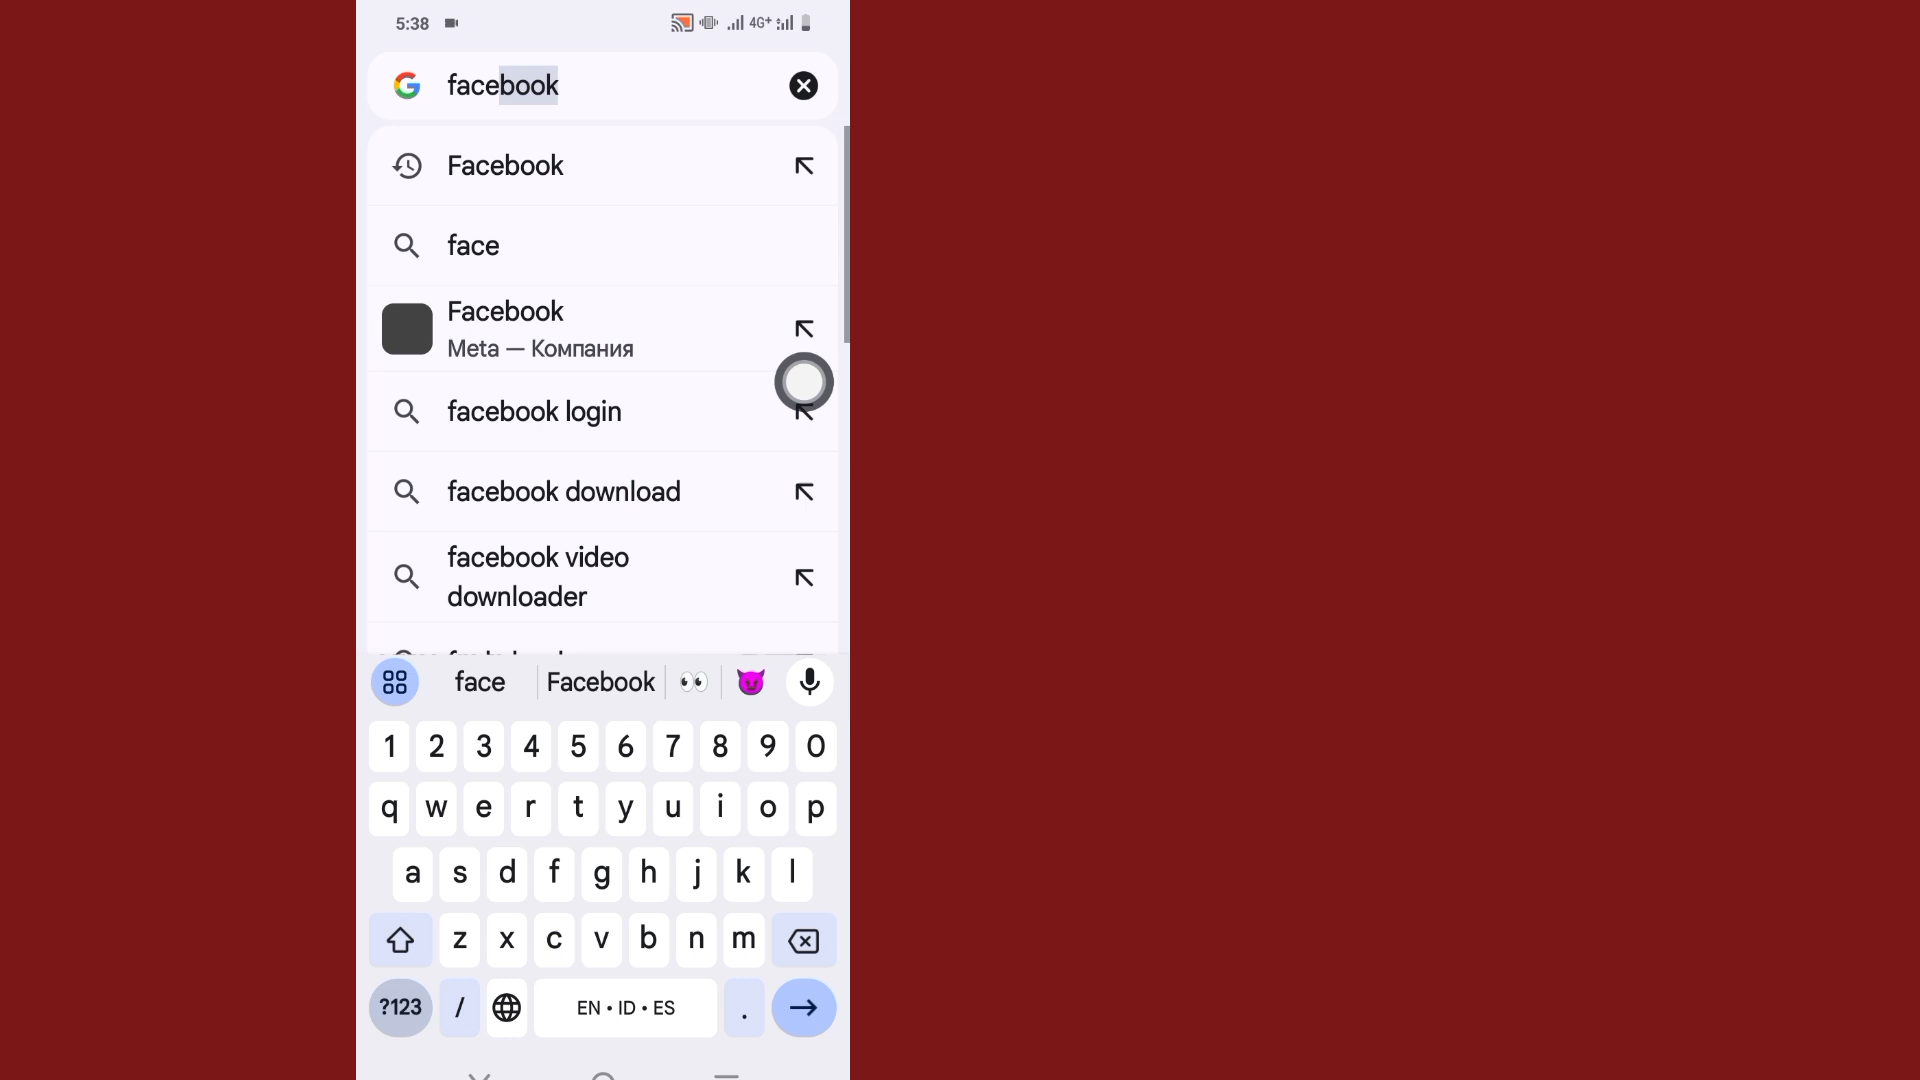 5:38
4G+
facebook
Facebook
face
Facebook
Meta — Компания
facebook login
facebook download
facebook video
downloader
face
Facebook
1 2 3 4 5 6 7 8 9 0
q w e r t y u i o p
a s d f g h j k l
z x c v b n m
?123 / EN • ID • ES .